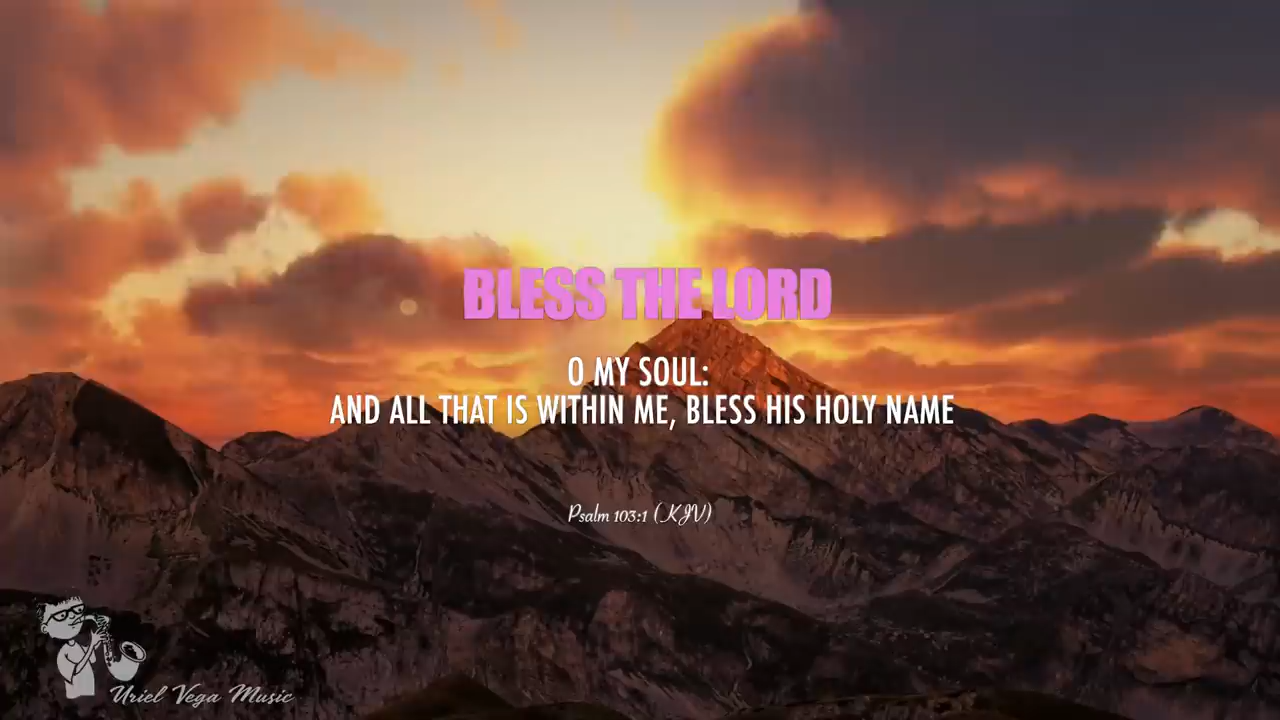 BLESS THE LORD
O MY SOUL:
AND ALL THAT IS WITHIN ME, BLESS HIS HOLY NAME
Psalm 103:1 (KJV)
Uriel Vega Music